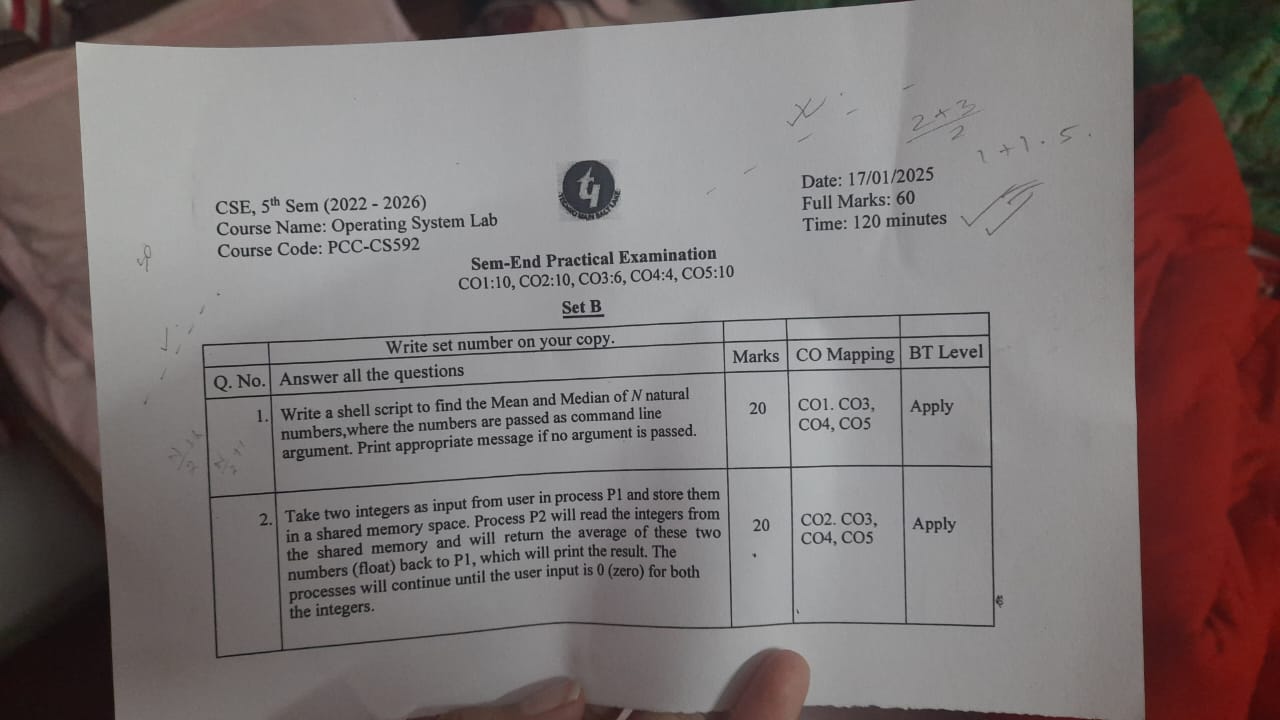 2+3
2
1+1.5.
CSE, 5th Sem (2022 - 2026)
Course Name: Operating System Lab
Course Code: PCC-CS592
Date: 17/01/2025
Full Marks: 60
Time: 120 minutes
Sem-End Practical Examination
CO1:10, CO2:10, CO3:6, CO4:4, CO5:10
Set B
Write set number on your copy.
Q. No. Answer all the questions Marks CO Mapping BT Level
1. Write a shell script to find the Mean and Median of N natural
numbers,where the numbers are passed as command line
argument. Print appropriate message if no argument is passed.
20
CO1. CO3,
CO4, CO5
Apply
2. Take two integers as input from user in process P1 and store them
in a shared memory space. Process P2 will read the integers from
the shared memory and will return the average of these two
numbers (float) back to P1, which will print the result. The
processes will continue until the user input is 0 (zero) for both
the integers.
20
CO2. CO3,
CO4, CO5
Apply